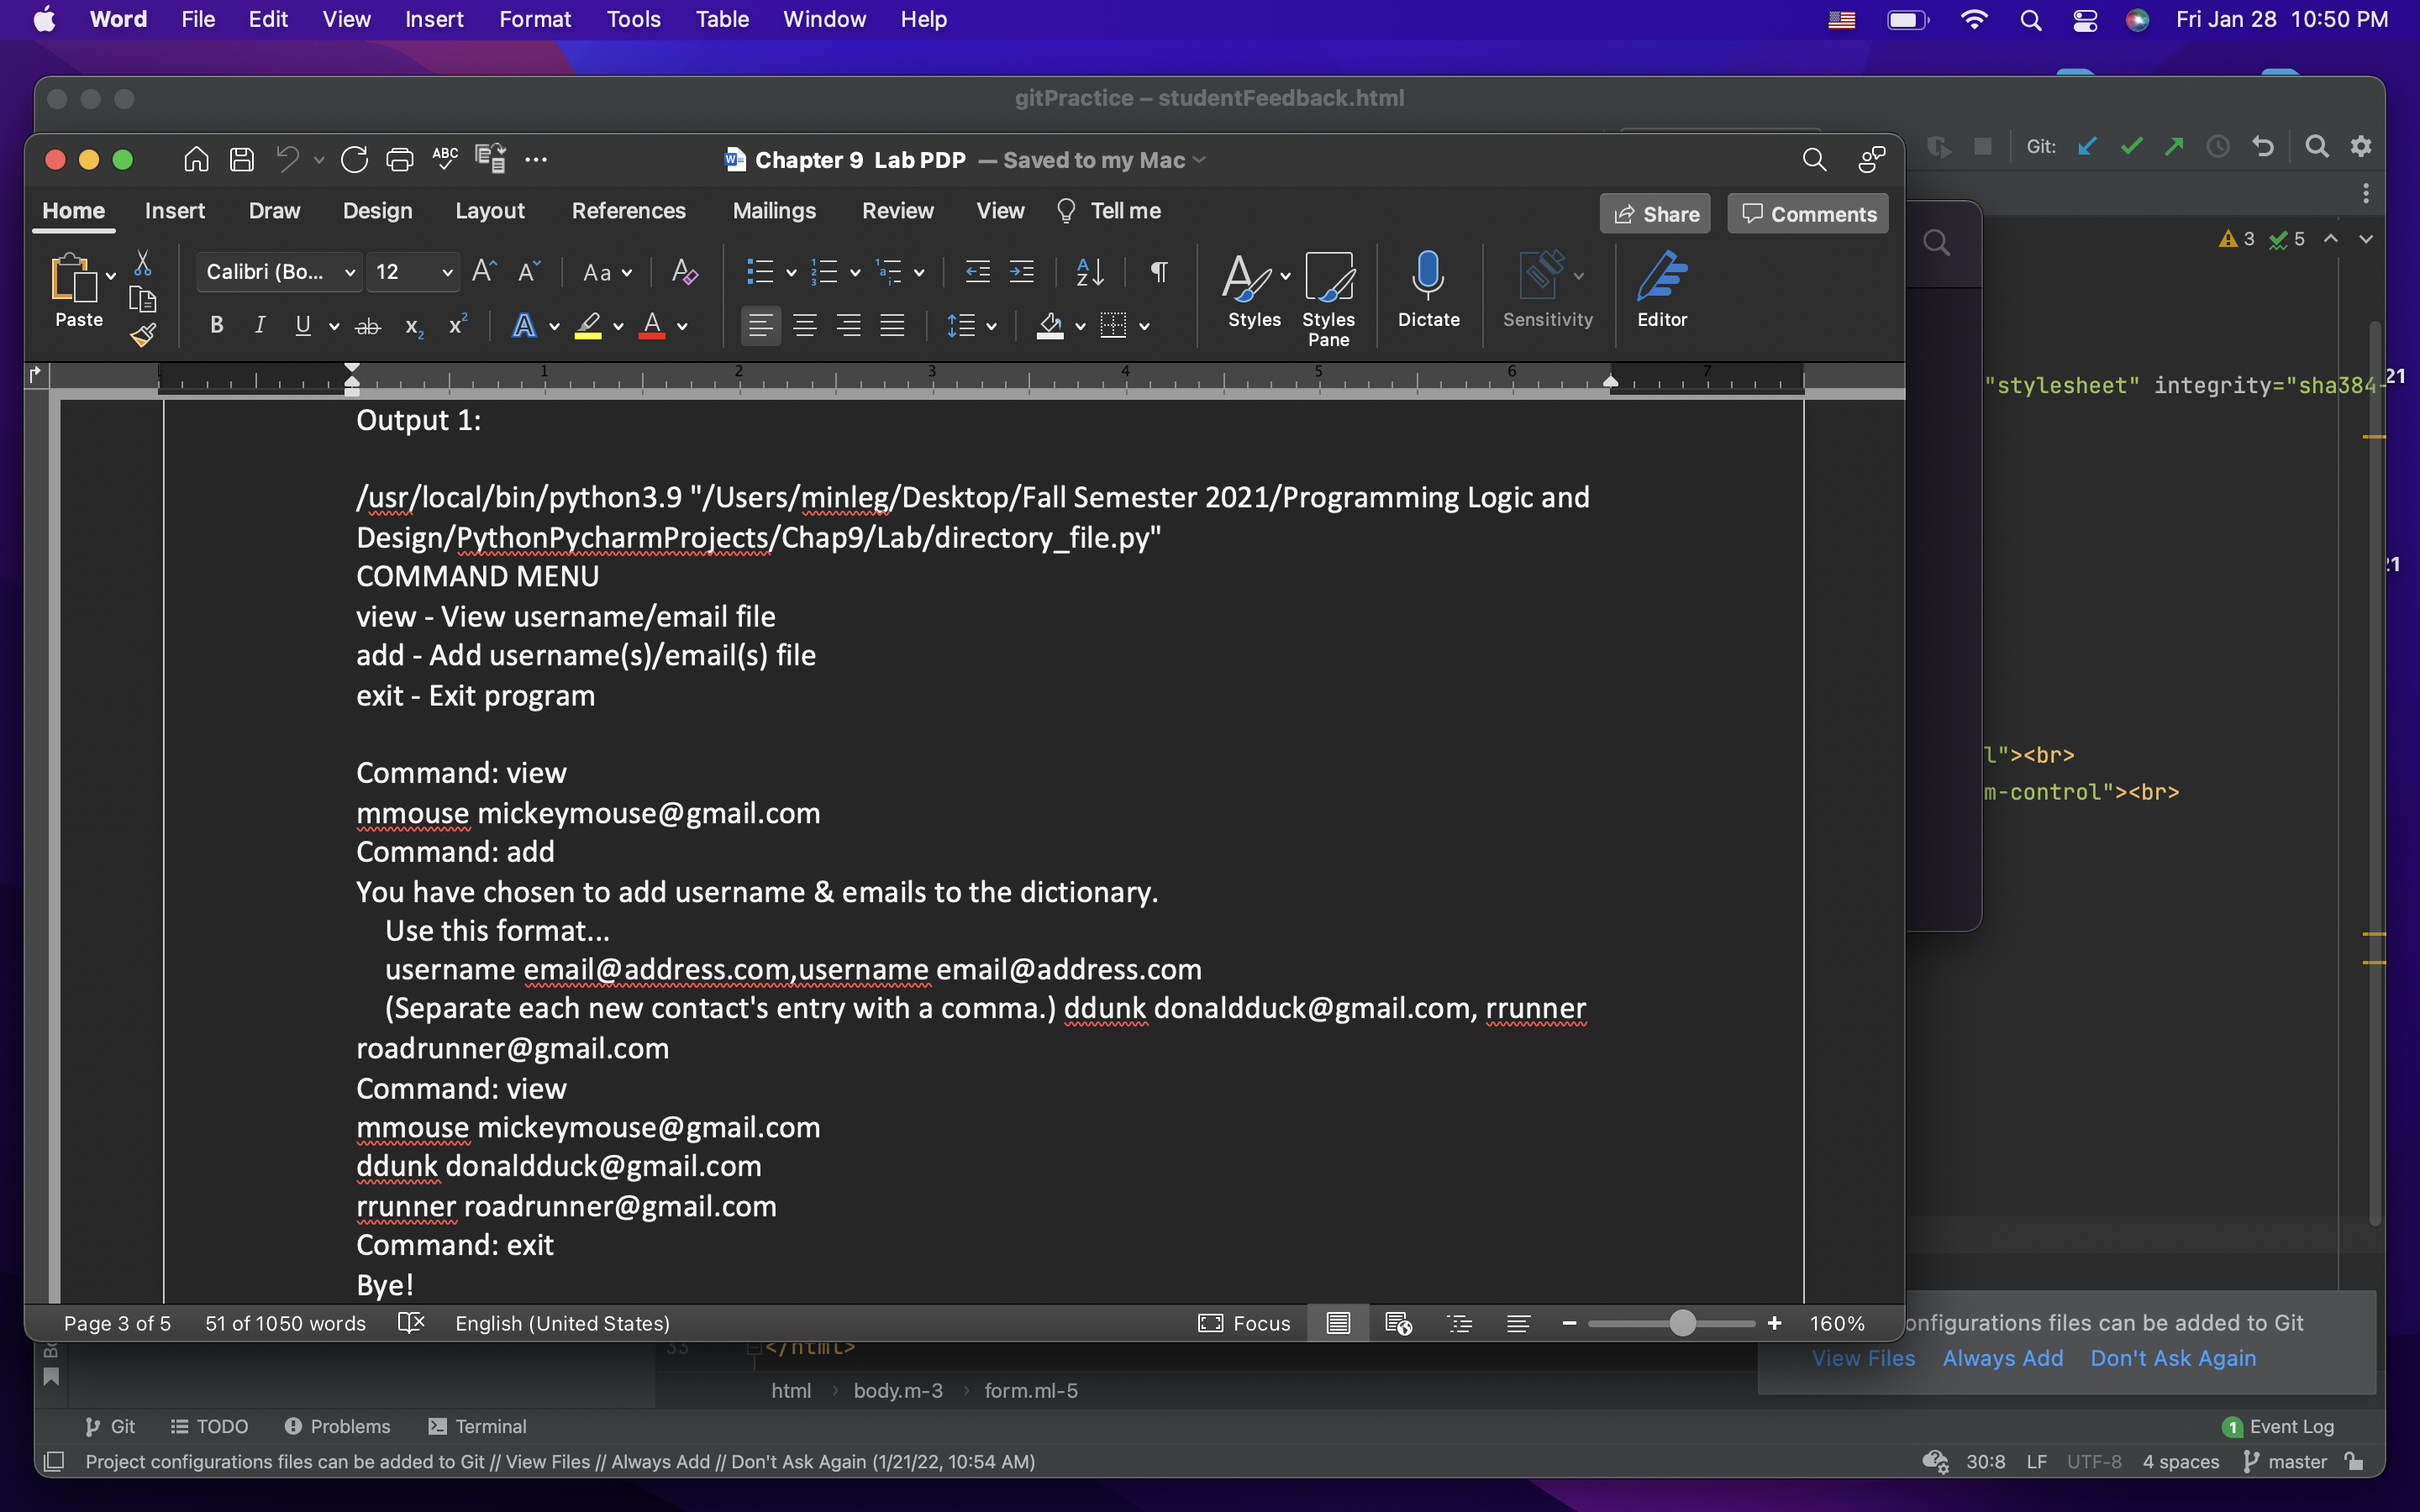 Word File Edit View Insert Format Tools Table Window Help Fri Jan 28 10:50 PM
gitPractice – studentFeedback.html
Chapter 9 Lab PDP — Saved to my Mac
Git:
Home Insert Draw Design Layout References Mailings Review View Tell me Share Comments
3 5
Paste
Calibri (Bo... 12 Aa
Styles
Styles Pane
Dictate
Sensitivity
Editor
1 2 3 4 5 6 7
"stylesheet" integrity="sha384-
21
Output 1:
/usr/local/bin/python3.9 "/Users/minleg/Desktop/Fall Semester 2021/Programming Logic and
Design/PythonPycharmProjects/Chap9/Lab/directory_file.py"
COMMAND MENU
view - View username/email file
add - Add username(s)/email(s) file
exit - Exit program
l"><br>
Command: view
m-control"><br>
mmouse mickeymouse@gmail.com
Command: add
You have chosen to add username & emails to the dictionary.
Use this format...
username email@address.com,username email@address.com
(Separate each new contact's entry with a comma.) ddunk donaldduck@gmail.com, rrunner
roadrunner@gmail.com
Command: view
mmouse mickeymouse@gmail.com
ddunk donaldduck@gmail.com
rrunner roadrunner@gmail.com
Command: exit
Bye!
Page 3 of 5 51 of 1050 words English (United States) Focus 160%
onfigurations files can be added to Git
View Files Always Add Don't Ask Again
33 </html>
html › body.m-3 › form.ml-5
Git TODO Problems Terminal 1 Event Log
Project configurations files can be added to Git // View Files // Always Add // Don't Ask Again (1/21/22, 10:54 AM) 30:8 LF UTF-8 4 spaces master